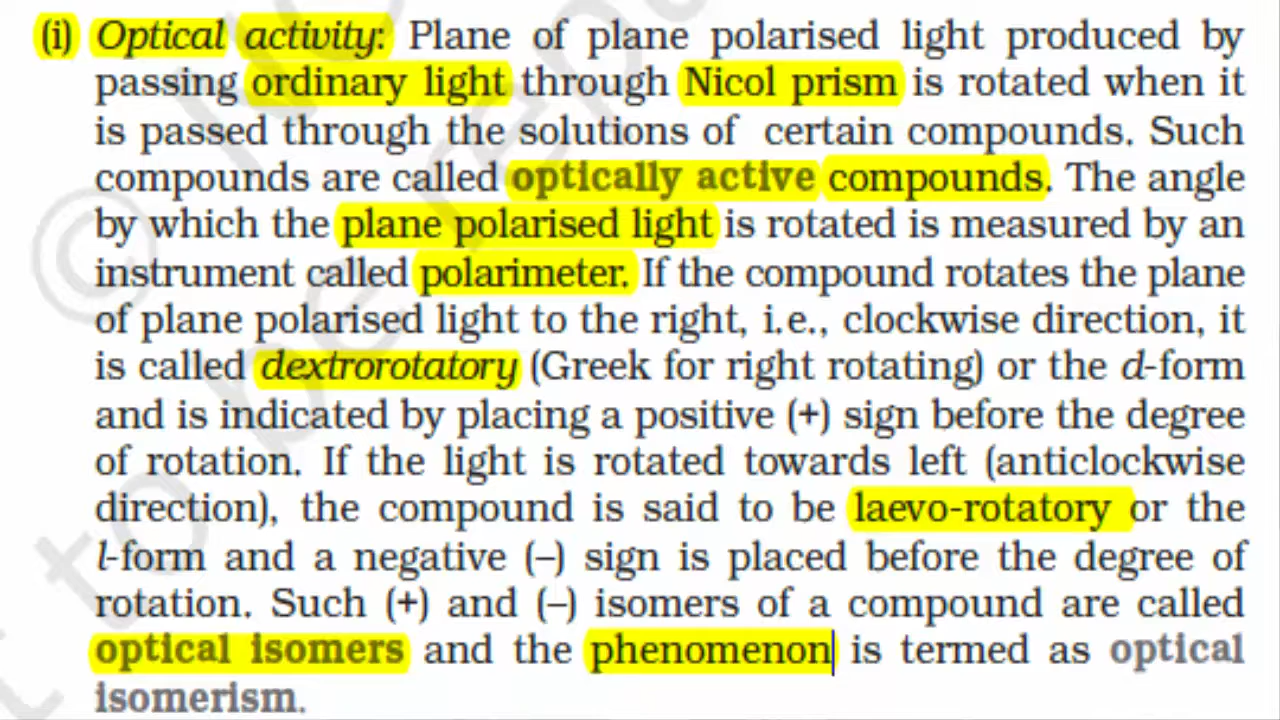 (i) Optical activity: Plane of plane polarised light produced by
passing ordinary light through Nicol prism is rotated when it
is passed through the solutions of certain compounds. Such
compounds are called optically active compounds. The angle
by which the plane polarised light is rotated is measured by an
instrument called polarimeter. If the compound rotates the plane
of plane polarised light to the right, i.e., clockwise direction, it
is called dextrorotatory (Greek for right rotating) or the d-form
and is indicated by placing a positive (+) sign before the degree
of rotation. If the light is rotated towards left (anticlockwise
direction), the compound is said to be laevo-rotatory or the
l-form and a negative (–) sign is placed before the degree of
rotation. Such (+) and (–) isomers of a compound are called
optical isomers and the phenomenon is termed as optical
isomerism.